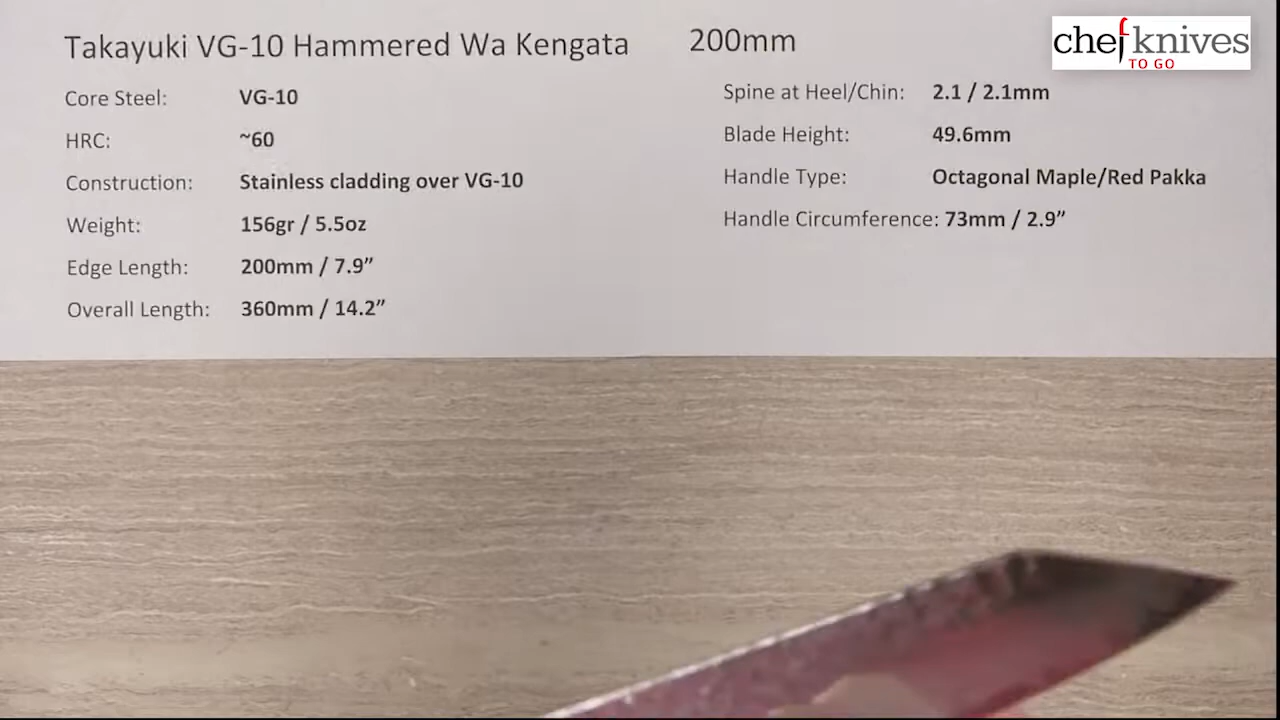 Takayuki VG-10 Hammered Wa Kengata 200mm
Core Steel: VG-10
HRC: ~60
Construction: Stainless cladding over VG-10
Weight: 156gr / 5.5oz
Edge Length: 200mm / 7.9”
Overall Length: 360mm / 14.2”
Spine at Heel/Chin: 2.1 / 2.1mm
Blade Height: 49.6mm
Handle Type: Octagonal Maple/Red Pakka
Handle Circumference: 73mm / 2.9”
chefknives
TO GO